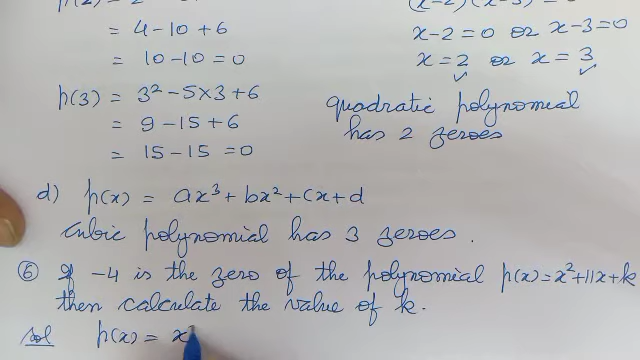 = 4-10+6
= 10-10=0
p(3) = 3²-5×3+6
= 9-15+6
= 15-15=0
x-2=0 or x-3=0
x=2 or x=3
quadratic polynomial
has 2 zeroes
d) p(x) = ax³+bx²+cx+d
cubic polynomial has 3 zeroes.
⑥ If -4 is the zero of the polynomial p(x)=x²+11x+k
then calculate the value of k.
Sol p(x) = x